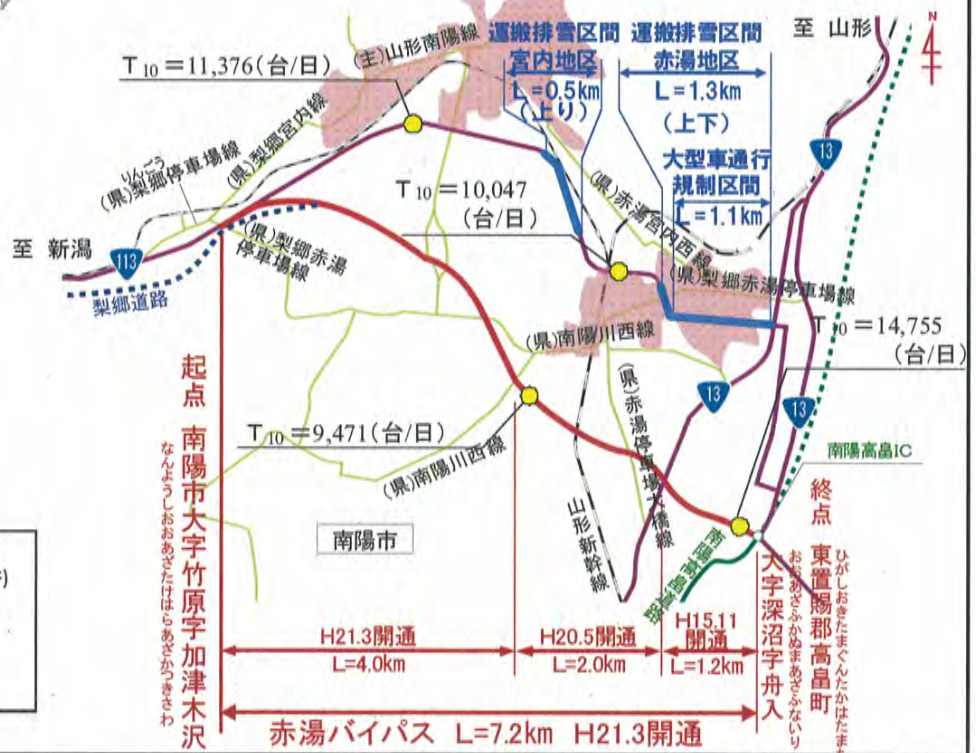 運搬排雪区間
宮内地区
L=0.5km
(上り)
運搬排雪区間
赤湯地区
L=1.3km
(上下)
大型車通行
規制区間
L=1.1km
至 山形
N
T10=11,376(台/日)
(主)山形南陽線
13
りんごう
(県)梨郷停車場線
(県)梨郷宮内線
T10=10,047
(台/日)
(県)赤湯宮内西線
至 新潟
113
梨郷道路
(県)梨郷赤湯
停車場線
(県)梨郷赤湯停車場線
T10=14,755
(台/日)
(県)南陽川西線
13
13
(県)赤湯停車場大橋線
T10=9,471(台/日)
(県)南陽川西線
南陽高畠IC
南陽市
山形新幹線
南陽高畠道路
起点 南陽市大字竹原字加津木沢
なんようしおおあざたけはらあざかつきさわ
終点 東置賜郡高畠町
ひがしおきたまぐんたかはたま
大字深沼字舟入
おおあざふかぬまあざふないり
H21.3開通
L=4.0km
H20.5開通
L=2.0km
H15.11
開通
L=1.2km
赤湯バイパス L=7.2km H21.3開通